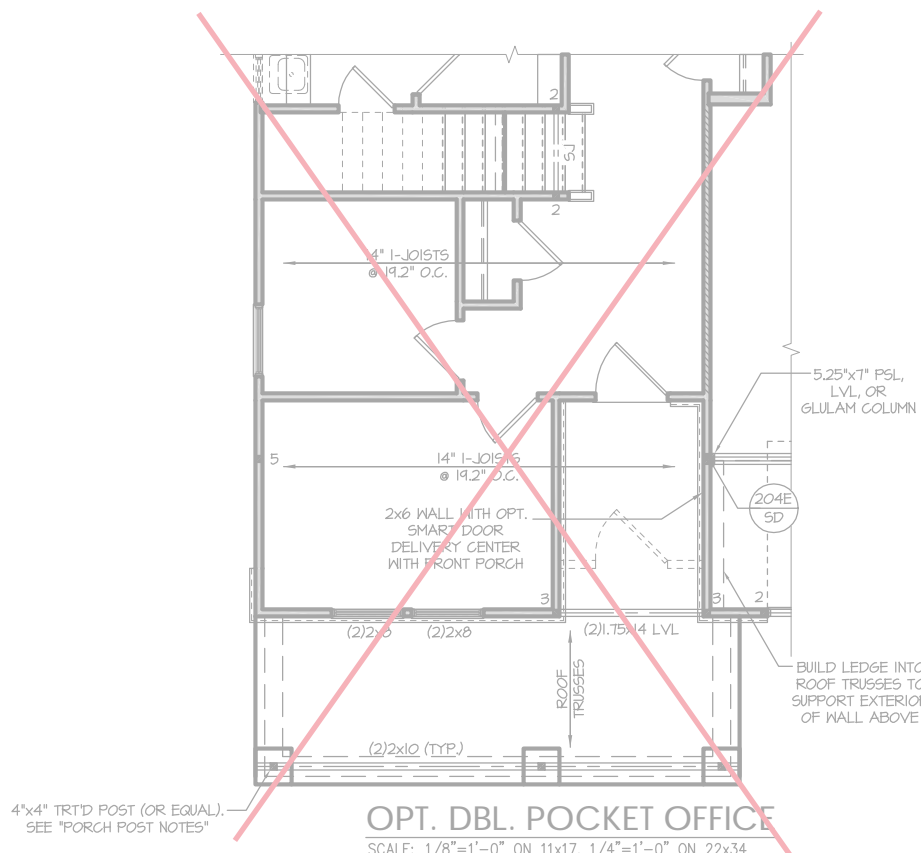 2
SJ
2
14" I-JOISTS
@ 19.2" O.C.
5.25"x7" PSL,
LVL, OR
GLULAM COLUMN
5
14" I-JOISTS
@ 19.2" O.C.
204E
SD
2x6 WALL WITH OPT.
SMART DOOR
DELIVERY CENTER
WITH FRONT PORCH
3
3
2
(2)2x8
(2)2x8
(2)1.75x14 LVL
ROOF
TRUSSES
BUILD LEDGE INTO
ROOF TRUSSES TO
SUPPORT EXTERIOR
OF WALL ABOVE
(2)2x10 (TYP.)
4"x4" TRT'D POST (OR EQUAL).
SEE "PORCH POST NOTES"
OPT. DBL. POCKET OFFICE
SCALE: 1/8"=1'-0" ON 11x17, 1/4"=1'-0" ON 22x34